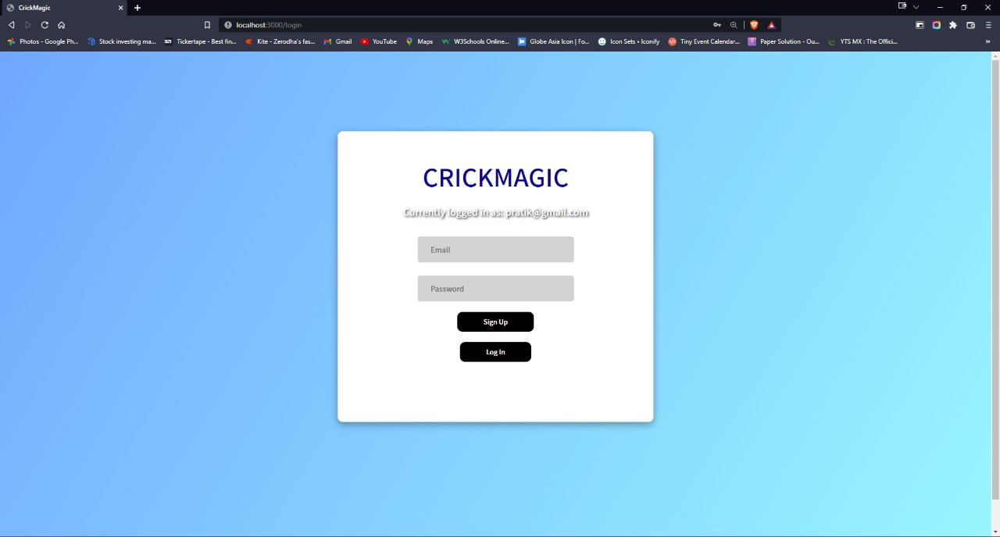 CrickMagic
localhost:3000/login
Photos - Google Ph... Stock investing ma... Tickertape - Best fin... Kite - Zerodha's fas... Gmail YouTube Maps W3Schools Online... Globe Asia Icon | Fo... Icon Sets • Iconify Tiny Event Calendar... Paper Solution - Ou... YTS MX : The Offici...
CRICKMAGIC
Currently logged in as: pratik@gmail.com
Email
Password
Sign Up
Log In